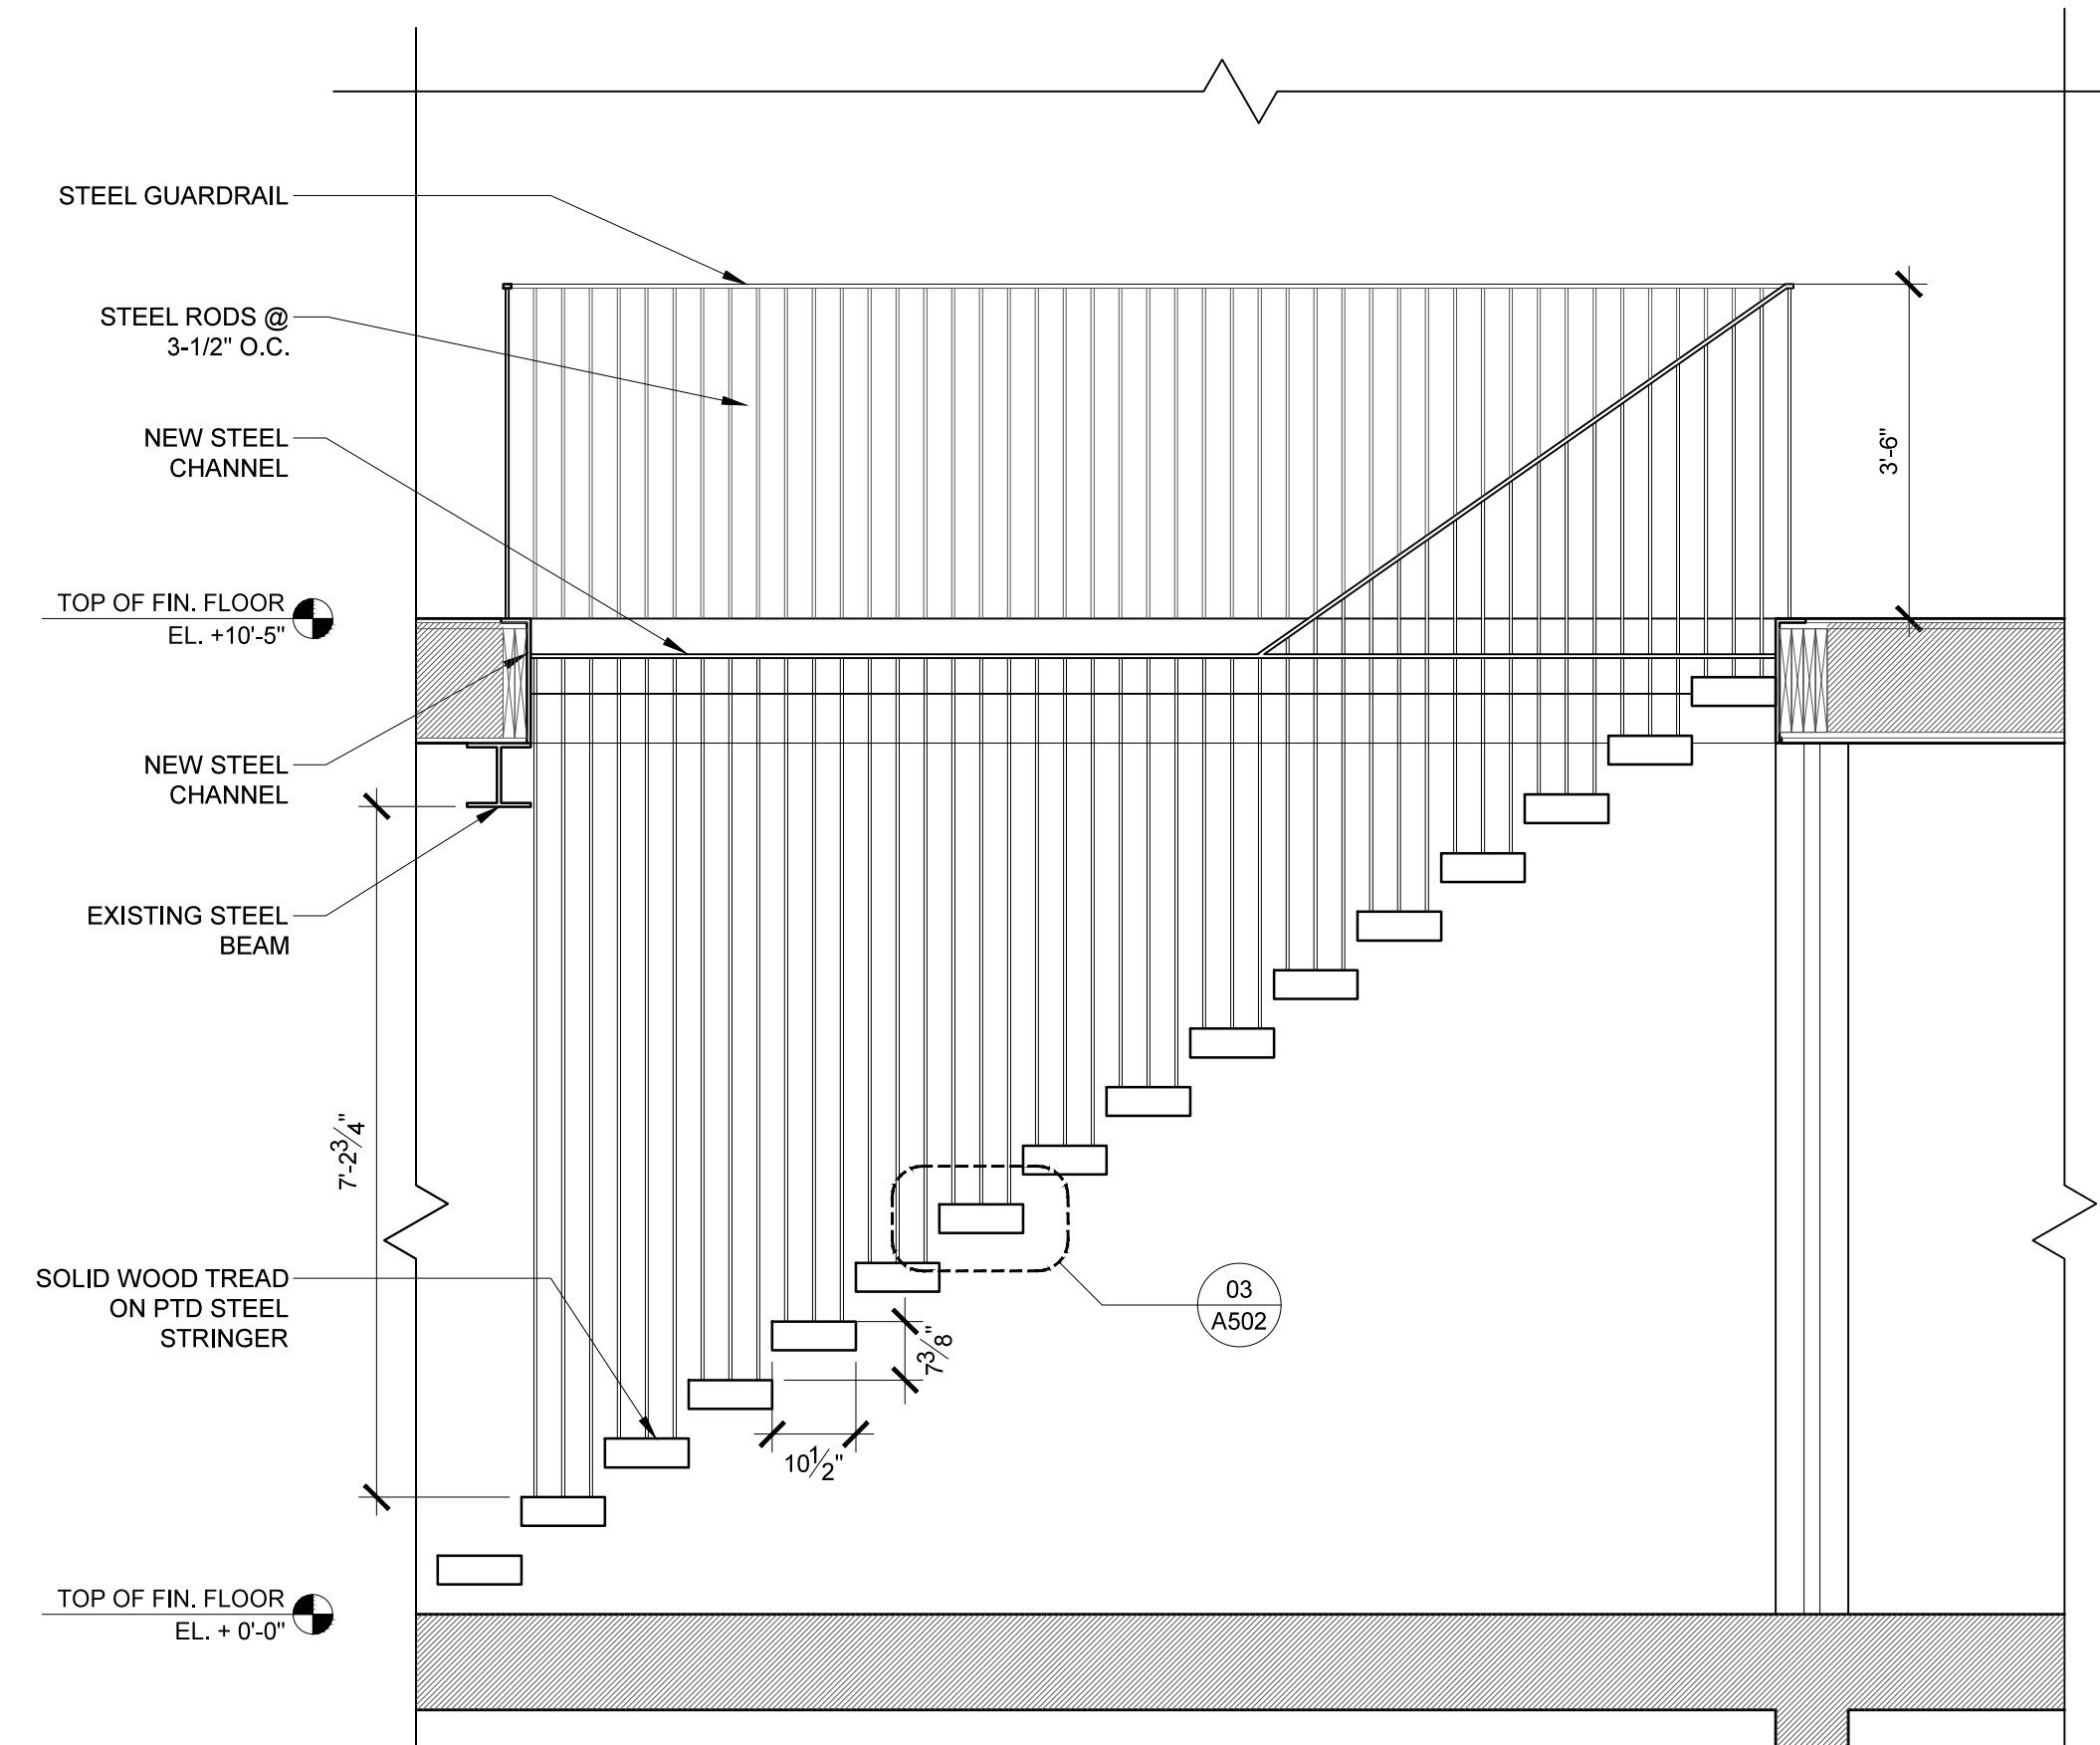 STEEL GUARDRAIL
STEEL RODS @
3-1/2" O.C.
3'-6"
NEW STEEL
CHANNEL
TOP OF FIN. FLOOR
EL. +10'-5"
NEW STEEL
CHANNEL
EXISTING STEEL
BEAM
7'-2 3/4"
SOLID WOOD TREAD
ON PTD STEEL
STRINGER
03
A502
7 3/8"
10 1/2"
TOP OF FIN. FLOOR
EL. + 0'-0"